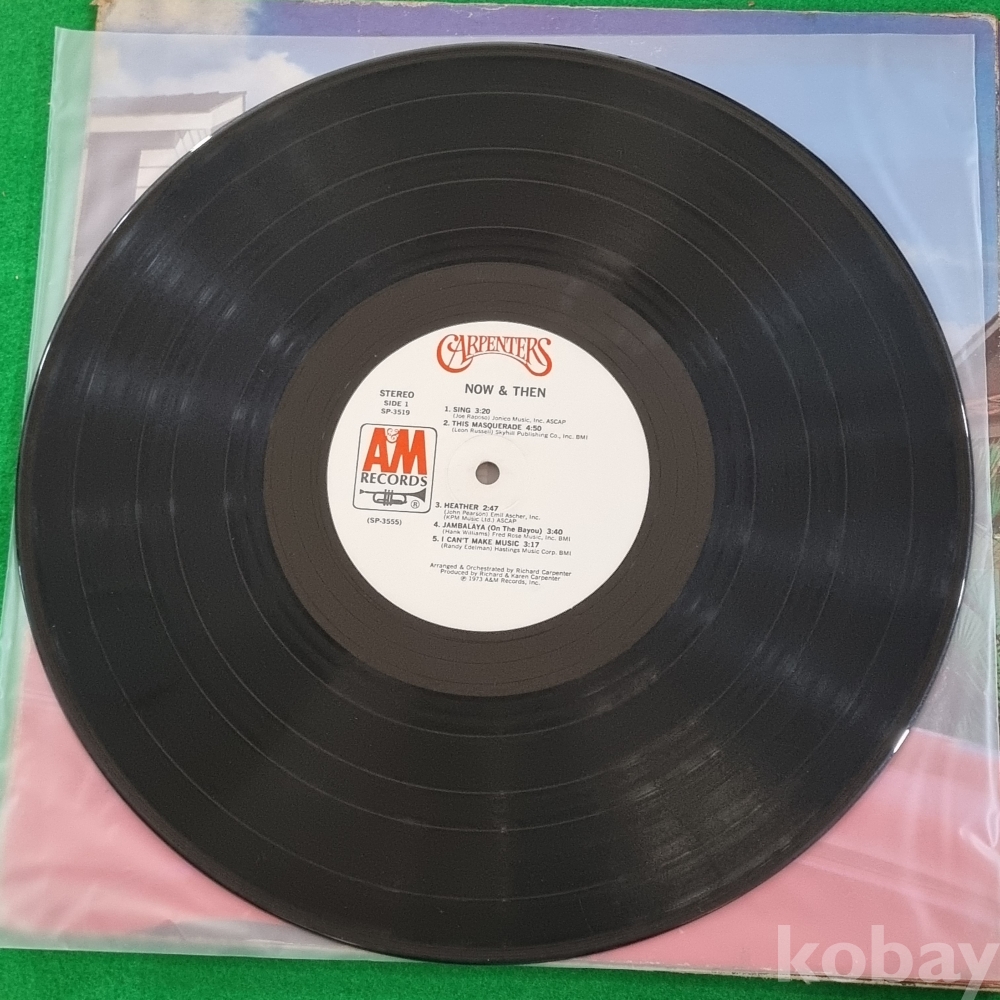 CARPENTERS
NOW & THEN
STEREO
SIDE 1
SP-3519
1. SING 3:20
(Joe Raposo) Jonico Music, Inc. ASCAP
2. THIS MASQUERADE 4:50
(Leon Russell) Skyhill Publishing Co., Inc. BMI
A&M
RECORDS
®
(SP-3555)
3. HEATHER 2:47
(John Pearson) Emil Ascher, Inc.
(KPM Music Ltd.) ASCAP
4. JAMBALAYA (On The Bayou) 3:40
(Hank Williams) Fred Rose Music, Inc. BMI
5. I CAN'T MAKE MUSIC 3:17
(Randy Edelman) Hastings Music Corp. BMI
Arranged & Orchestrated by Richard Carpenter
Produced by Richard & Karen Carpenter
℗ 1973 A&M Records, Inc.
kobay